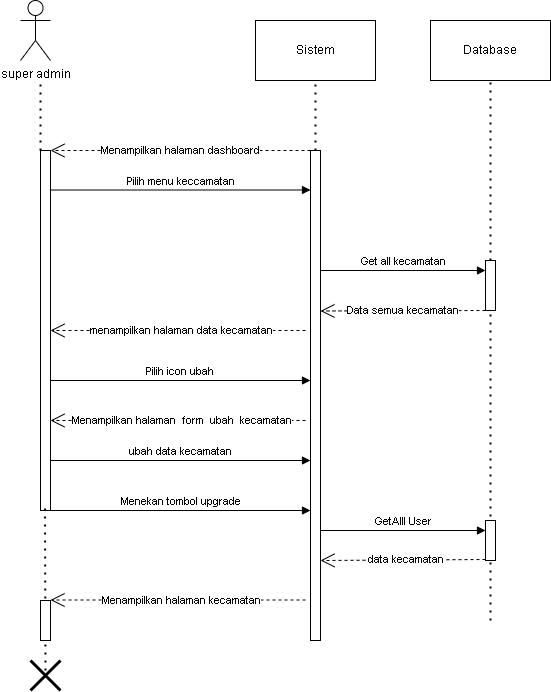 super admin
Sistem
Database
Menampilkan halaman dashboard
Pilih menu keccamatan
Get all kecamatan
Data semua kecamatan
menampilkan halaman data kecamatan
Pilih icon ubah
Menampilkan halaman form ubah kecamatan
ubah data kecamatan
Menekan tombol upgrade
GetAlll User
data kecamatan
Menampilkan halaman kecamatan